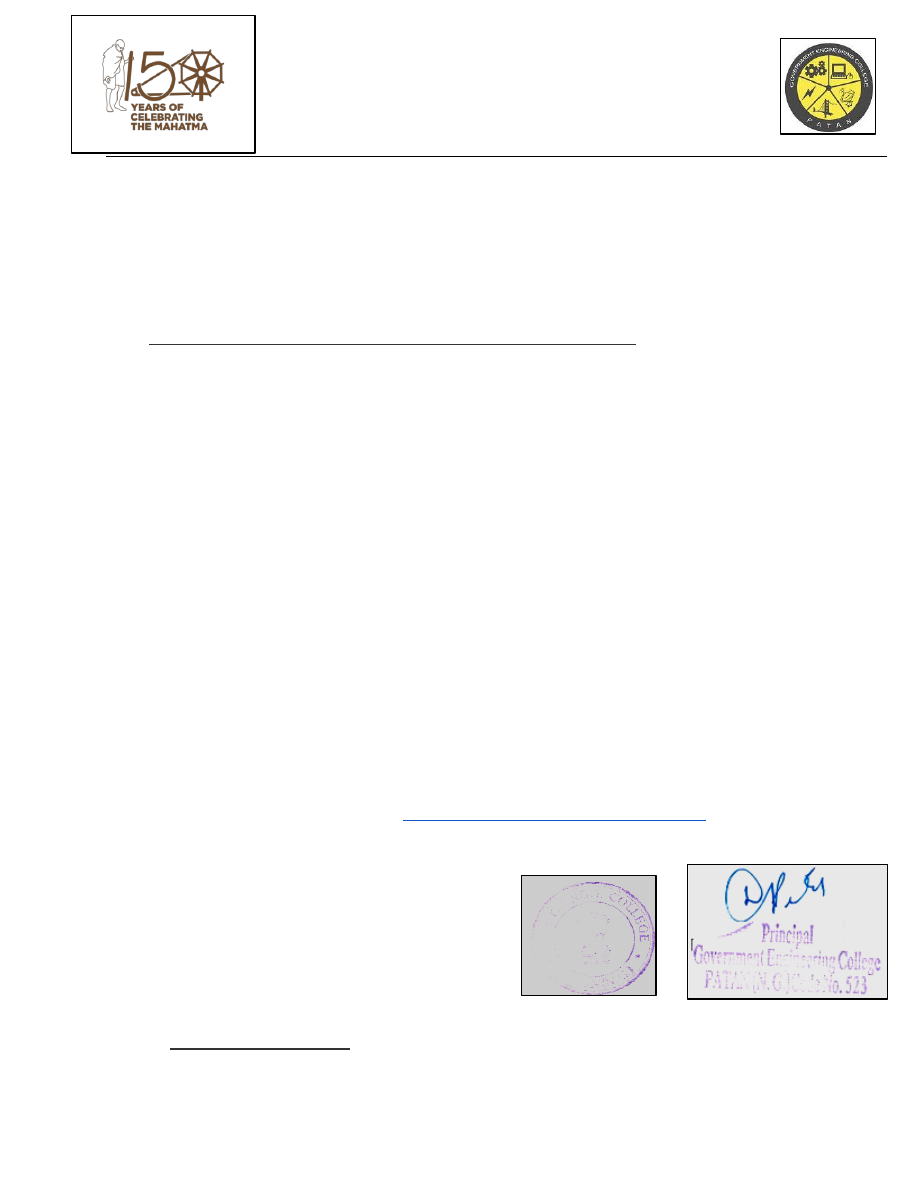 150
YEARS OF
CELEBRATING
THE MAHATMA
GOVERNMENT ENGINEERING COLLEGE
PATAN
COLLEGE
Principal
Government Engineering College
PATAN (N. G.) Code No. 523